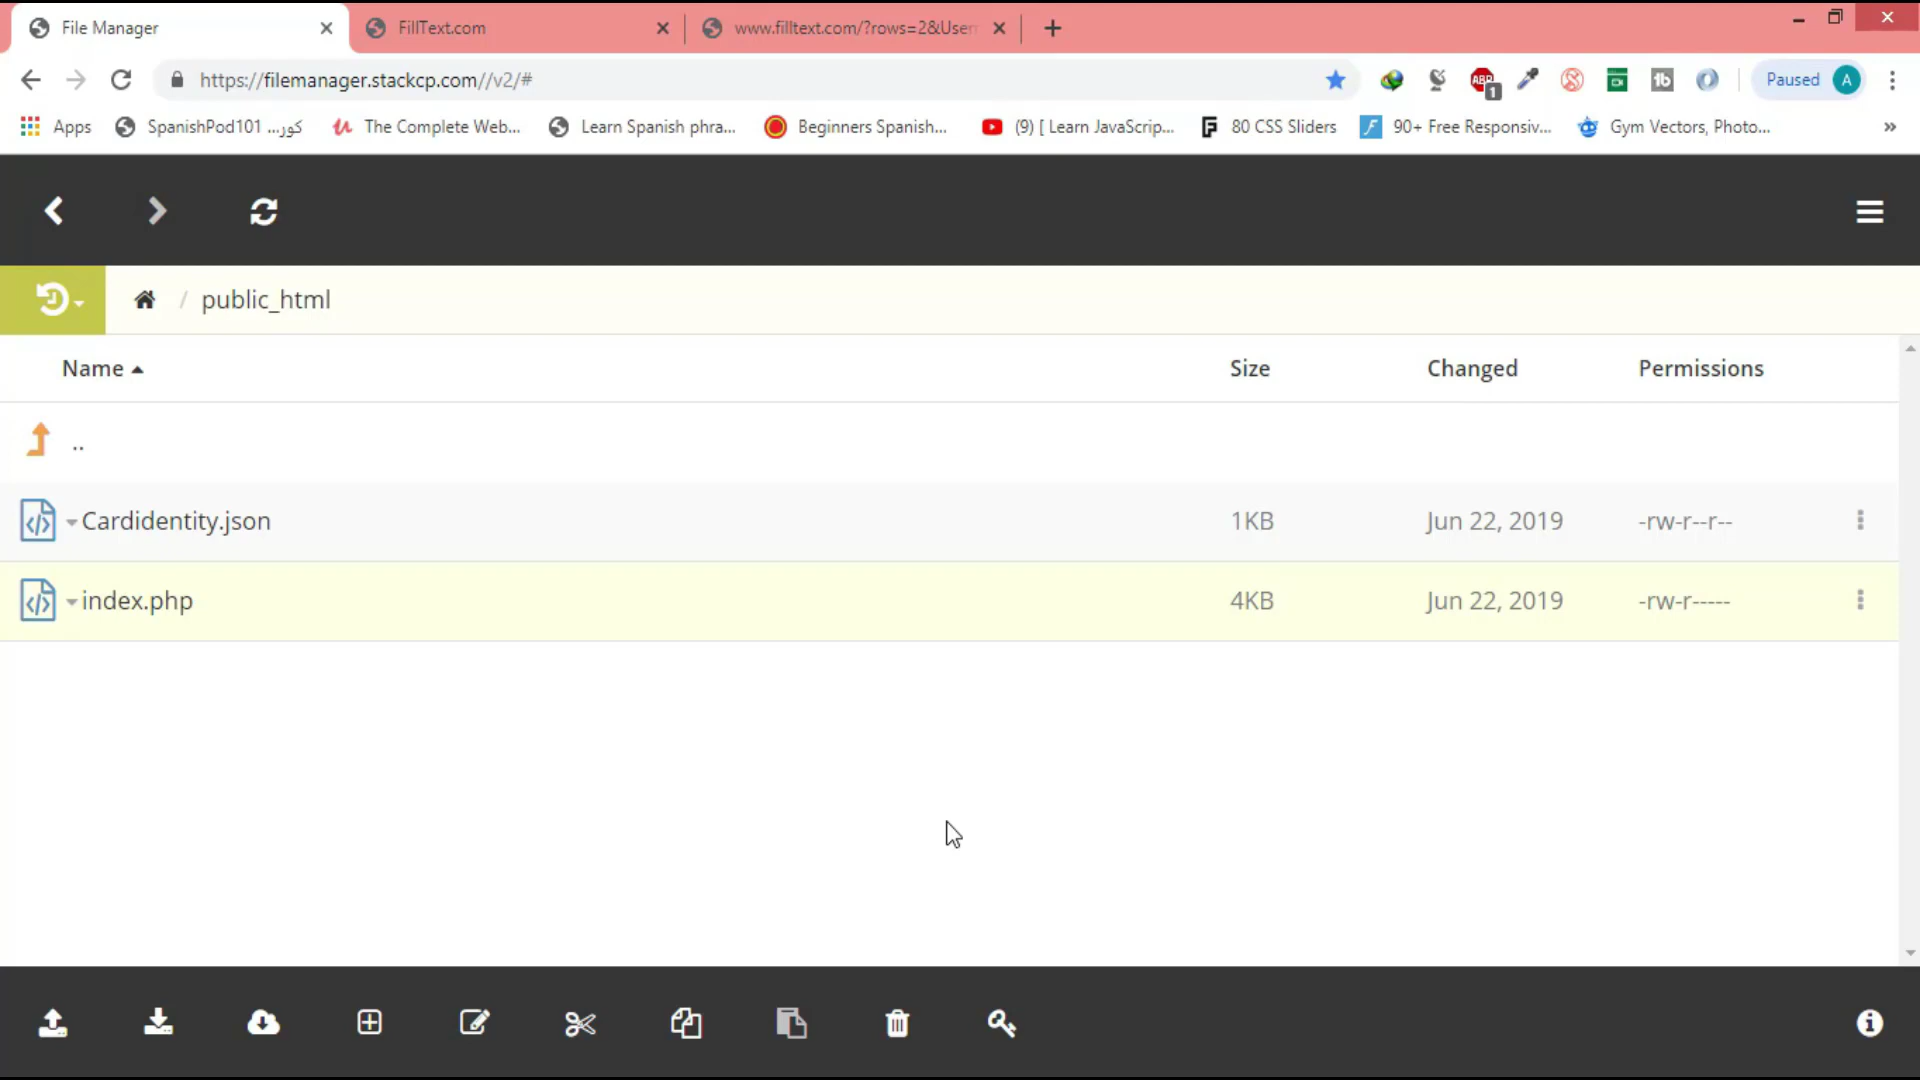 File Manager
FillText.com
www.filltext.com/?rows=2&User
https://filemanager.stackcp.com//v2/#
ABP
1
Paused
A
Apps
SpanishPod101 ...كور
The Complete Web...
Learn Spanish phra...
Beginners Spanish...
(9) [ Learn JavaScrip...
80 CSS Sliders
90+ Free Responsiv...
Gym Vectors, Photo...
»
/ public_html
Name Size Changed Permissions
..
Cardidentity.json 1KB Jun 22, 2019 -rw-r--r--
index.php 4KB Jun 22, 2019 -rw-r-----